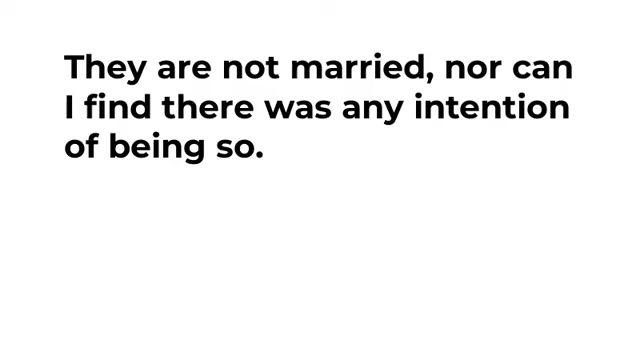 They are not married, nor can
I find there was any intention
of being so.